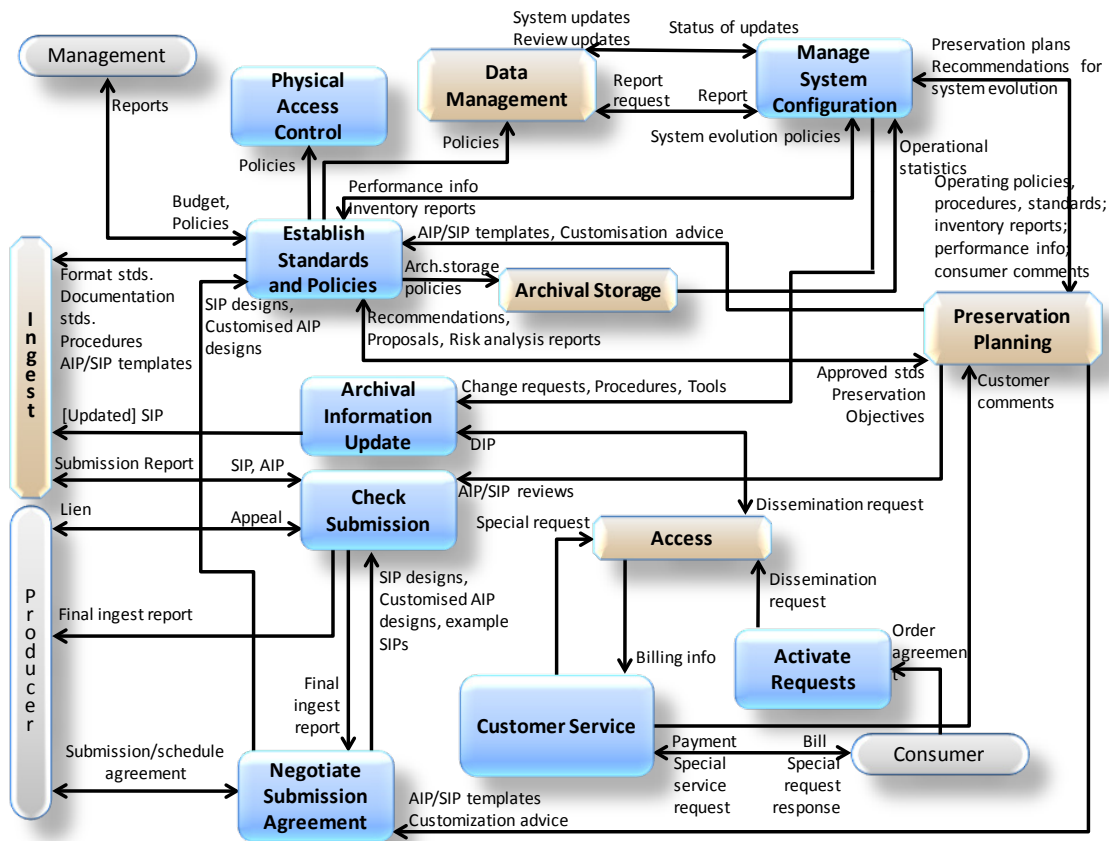 System updates
Review updates
Status of updates
Management
Data
Management
Manage
System
Configuration
Preservation plans
Recommendations for
system evolution
Physical
Access
Control
Reports
Report
request
Report
System evolution policies
Policies
Policies
Operational
statistics
Performance info
Inventory reports
Operating policies,
procedures, standards;
inventory reports;
performance info;
consumer comments
Budget,
Policies
Establish
Standards
and Policies
AIP/SIP templates, Customisation advice
Arch.storage
policies
Archival Storage
Ingest
Format stds.
Documentation
stds.
Procedures
AIP/SIP templates
SIP designs,
Customised AIP
designs
Recommendations,
Proposals, Risk analysis reports
Preservation
Planning
Approved stds
Preservation
Objectives
Customer
comments
Archival
Information
Update
Change requests, Procedures, Tools
[Updated] SIP
DIP
Submission Report
SIP, AIP
Check
Submission
AIP/SIP reviews
Dissemination request
Special request
Access
Lien
Appeal
Producer
SIP designs,
Customised AIP
designs, example
SIPs
Dissemination
request
Final ingest report
Billing info
Activate
Requests
Order
agreemen
t
Final
ingest
report
Customer Service
Consumer
Payment
Special
service
request
Bill
Special
request
response
Submission/schedule
agreement
Negotiate
Submission
Agreement
AIP/SIP templates
Customization advice